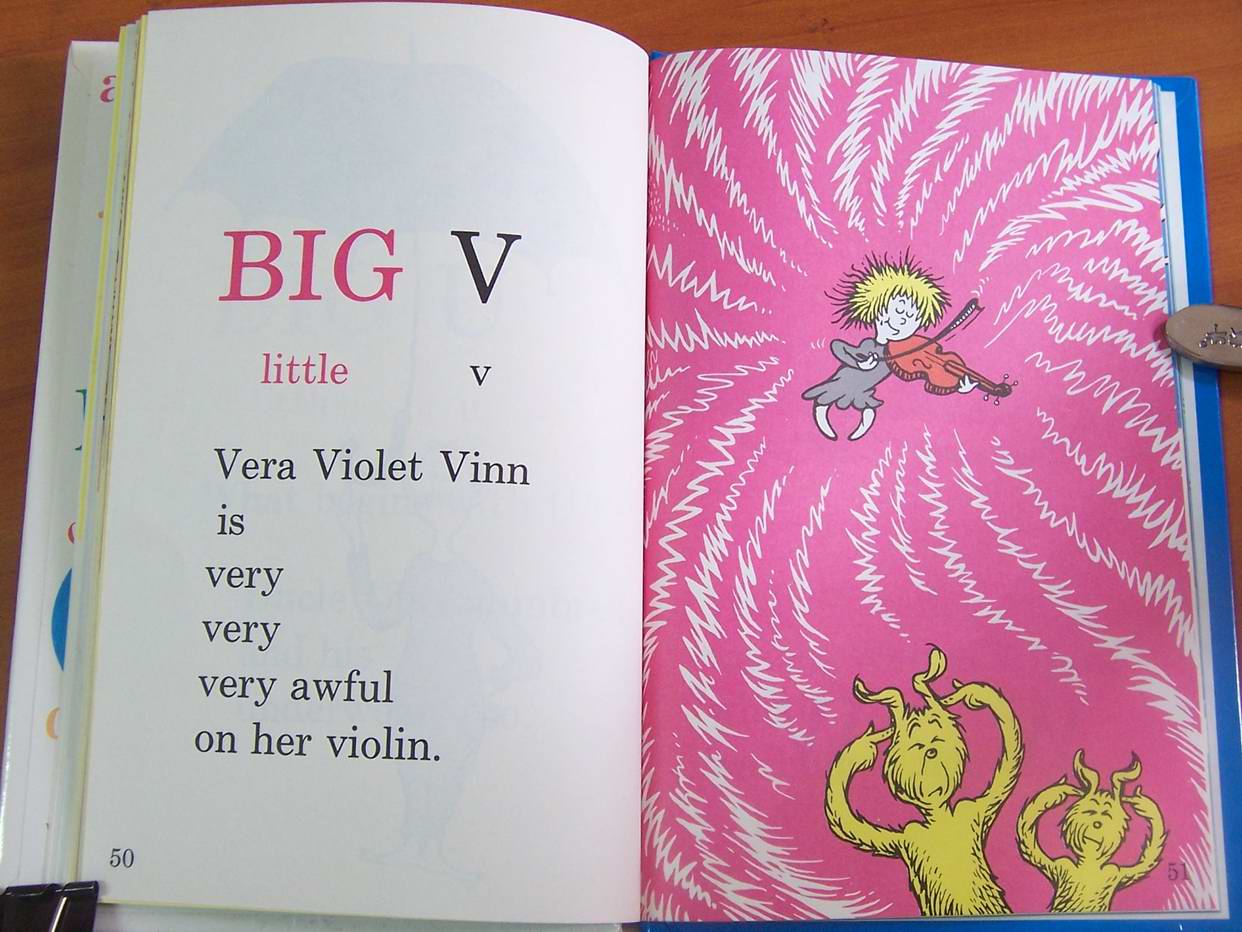 BIG V
little v
Vera Violet Vinn
is
very
very
very awful
on her violin.
50
51